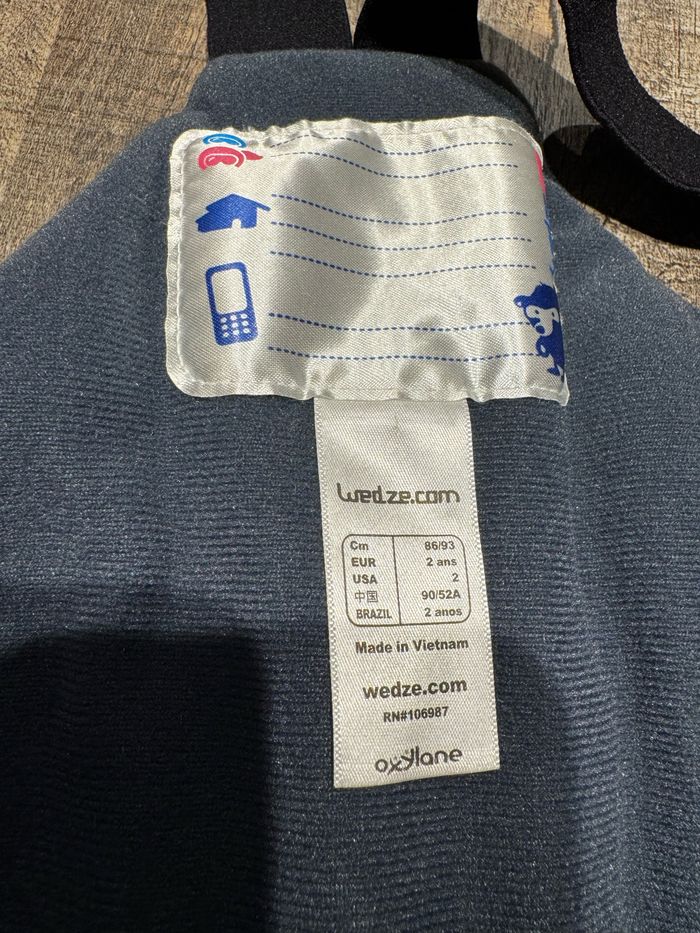 wedze.com
Cm 86/93
EUR 2 ans
USA 2
中国 90/52A
BRAZIL 2 anos
Made in Vietnam
wedze.com
RN#106987
oxylane